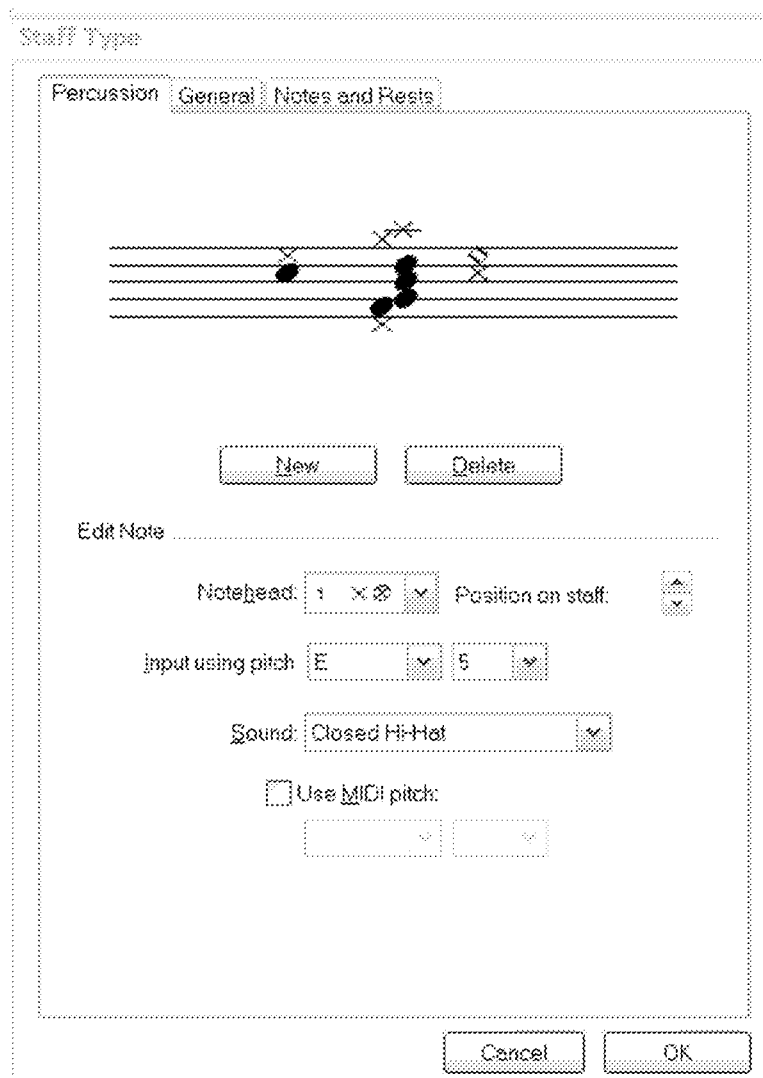 Staff Type
Percussion General Notes and Rests
New Delete
Edit Note
Notehead: 1 Position on staff:
Input using pitch E 5
Sound: Closed Hi-Hat
Use MIDI pitch:
Cancel OK